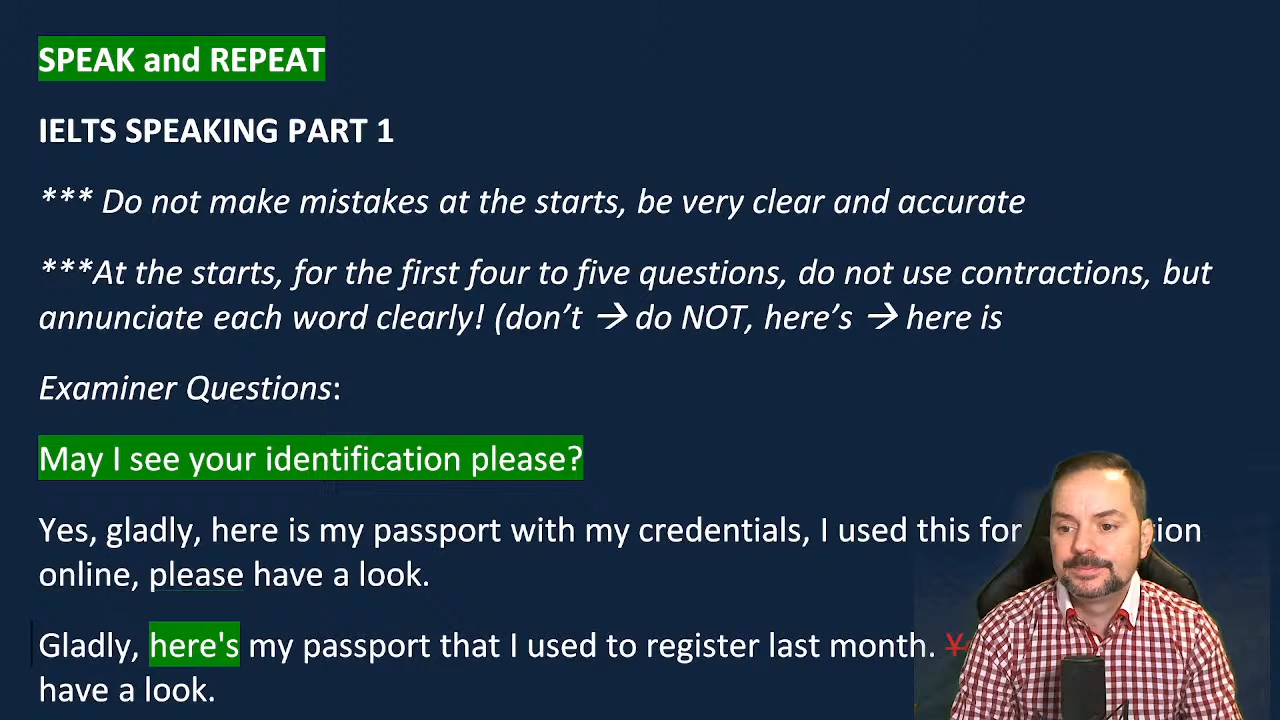 SPEAK and REPEAT
IELTS SPEAKING PART 1
*** Do not make mistakes at the starts, be very clear and accurate
***At the starts, for the first four to five questions, do not use contractions, but
annunciate each word clearly! (don’t → do NOT, here’s → here is
Examiner Questions:
May I see your identification please?
Yes, gladly, here is my passport with my credentials, I used this for
online, please have a look.
Gladly, here's my passport that I used to register last month.
have a look.